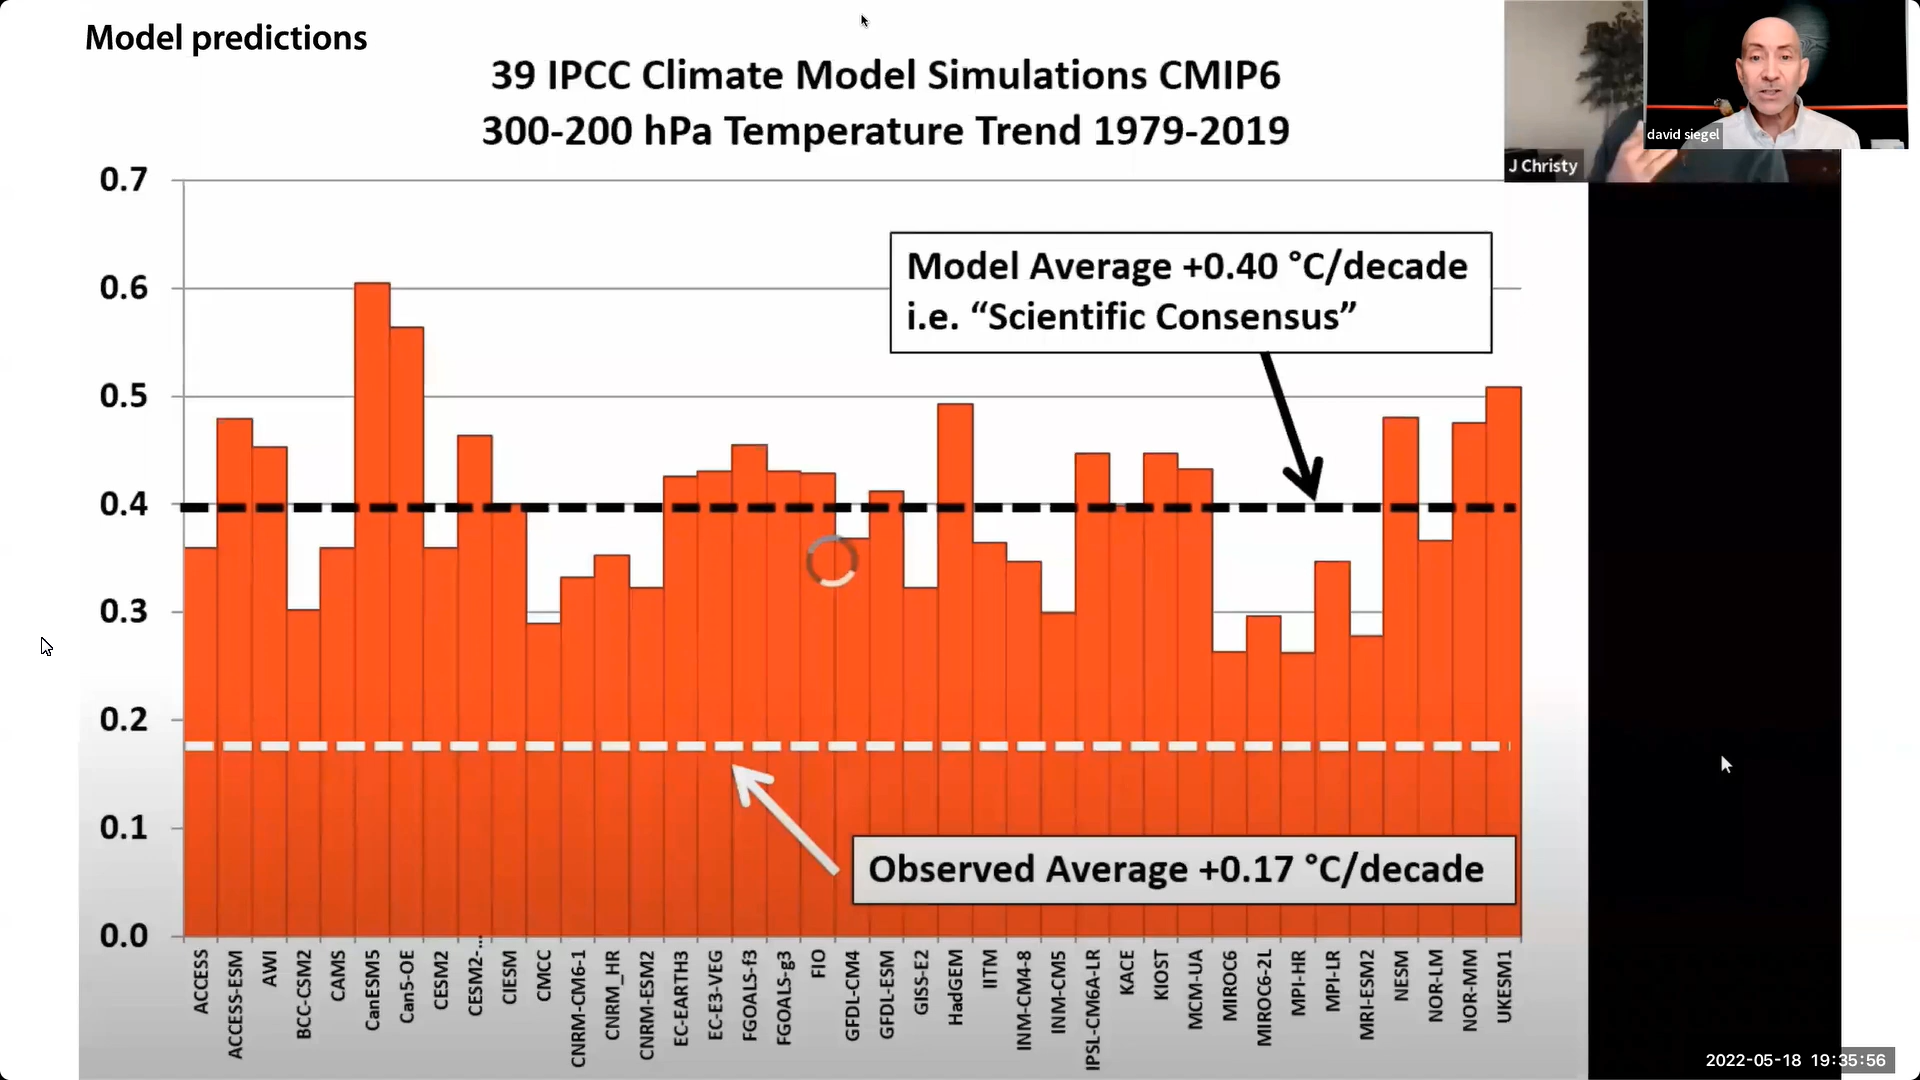 Model predictions
39 IPCC Climate Model Simulations CMIP6
300-200 hPa Temperature Trend 1979-2019
david siegel
J Christy
0.7
0.6
0.5
0.4
0.3
0.2
0.1
0.0
Model Average +0.40 °C/decade
i.e. “Scientific Consensus”
Observed Average +0.17 °C/decade
ACCESS
ACCESS-ESM
AWI
BCC-CSM2
CAMS
CanESM5
Can5-OE
CESM2
CESM2-...
CIESM
CMCC
CNRM-CM6-1
CNRM_HR
CNRM-ESM2
EC-EARTH3
EC-E3-VEG
FGOALS-f3
FGOALS-g3
FIO
GFDL-CM4
GFDL-ESM
GISS-E2
HadGEM
IITM
INM-CM4-8
INM-CM5
IPSL-CM6A-LR
KACE
KIOST
MCM-UA
MIROC6
MIROC6-2L
MPI-HR
MPI-LR
MRI-ESM2
NESM
NOR-LM
NOR-MM
UKESM1
2022-05-18 19:35:56